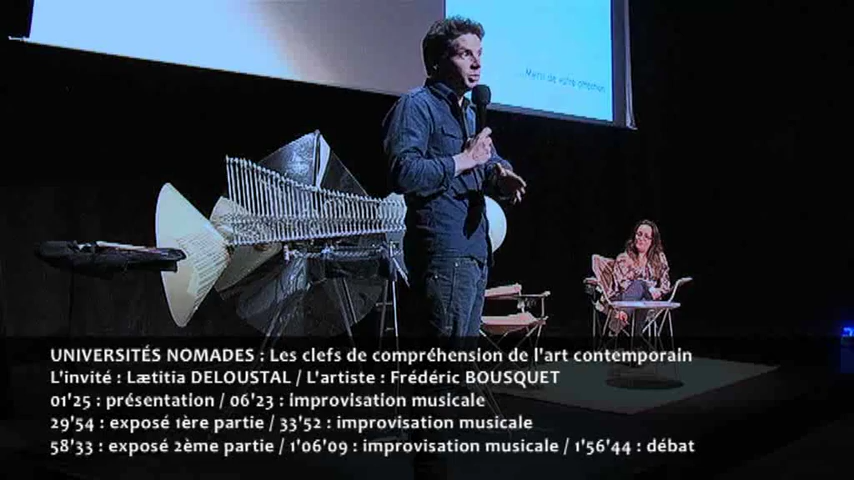 ...Merci de votre attention
UNIVERSITÉS NOMADES : Les clefs de compréhension de l'art contemporain
L'invité : Lætitia DELOUSTAL / L'artiste : Frédéric BOUSQUET
01'25 : présentation / 06'23 : improvisation musicale
29'54 : exposé 1ère partie / 33'52 : improvisation musicale
58'33 : exposé 2ème partie / 1'06'09 : improvisation musicale / 1'56'44 : débat